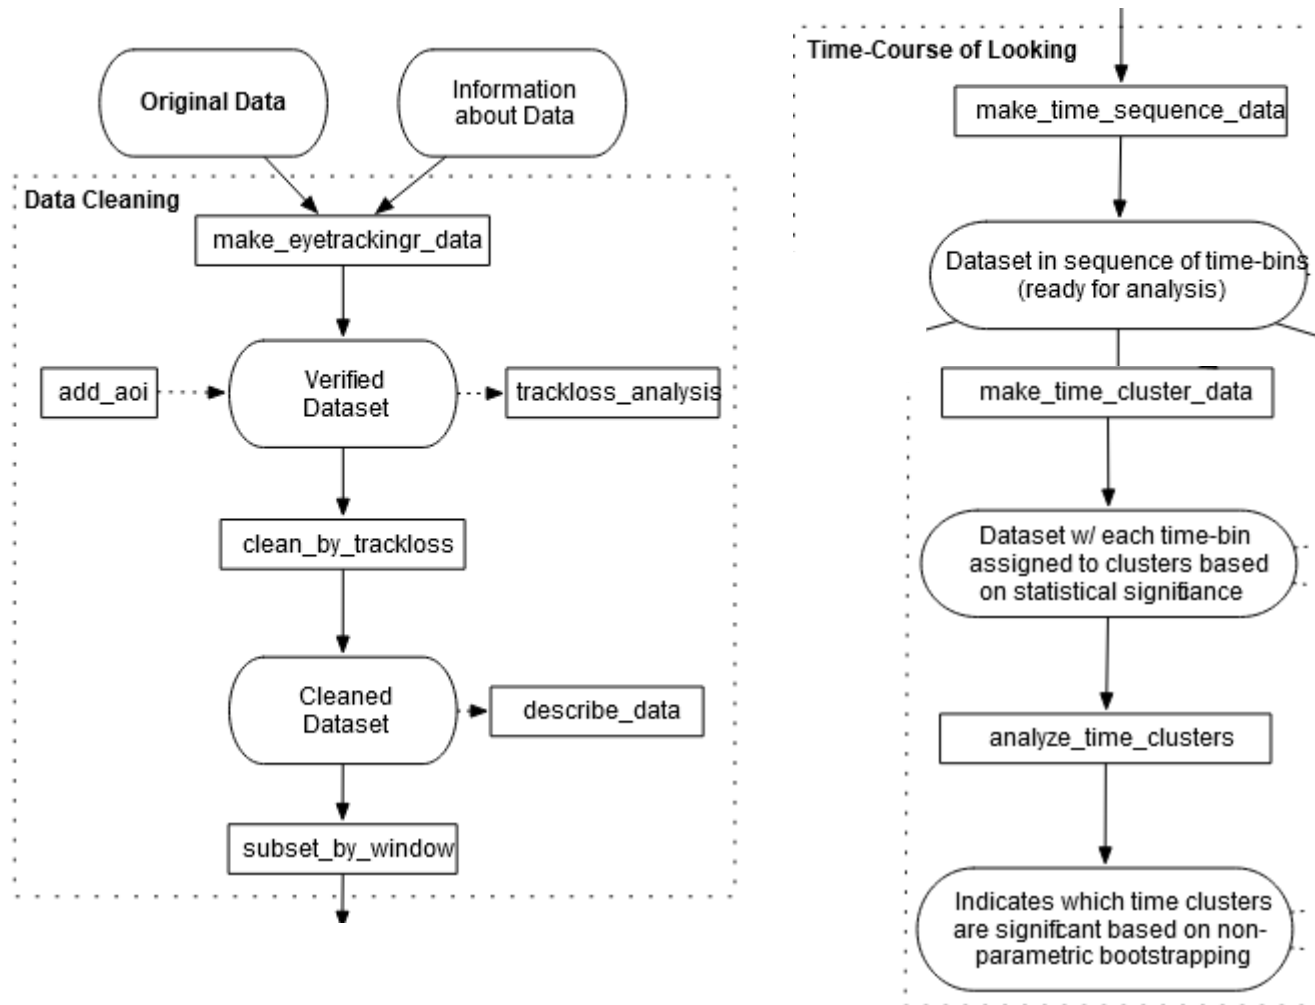 Original Data
Information
about Data
Data Cleaning
make_eyetrackingr_data
Verified
Dataset
add_aoi
trackloss_analysis
clean_by_trackloss
Cleaned
Dataset
describe_data
subset_by_window
Time-Course of Looking
make_time_sequence_data
Dataset in sequence of time-bins
(ready for analysis)
make_time_cluster_data
Dataset w/ each time-bin
assigned to clusters based
on statistical signifiance
analyze_time_clusters
Indicates which time clusters
are significant based on non-
parametric bootstrapping